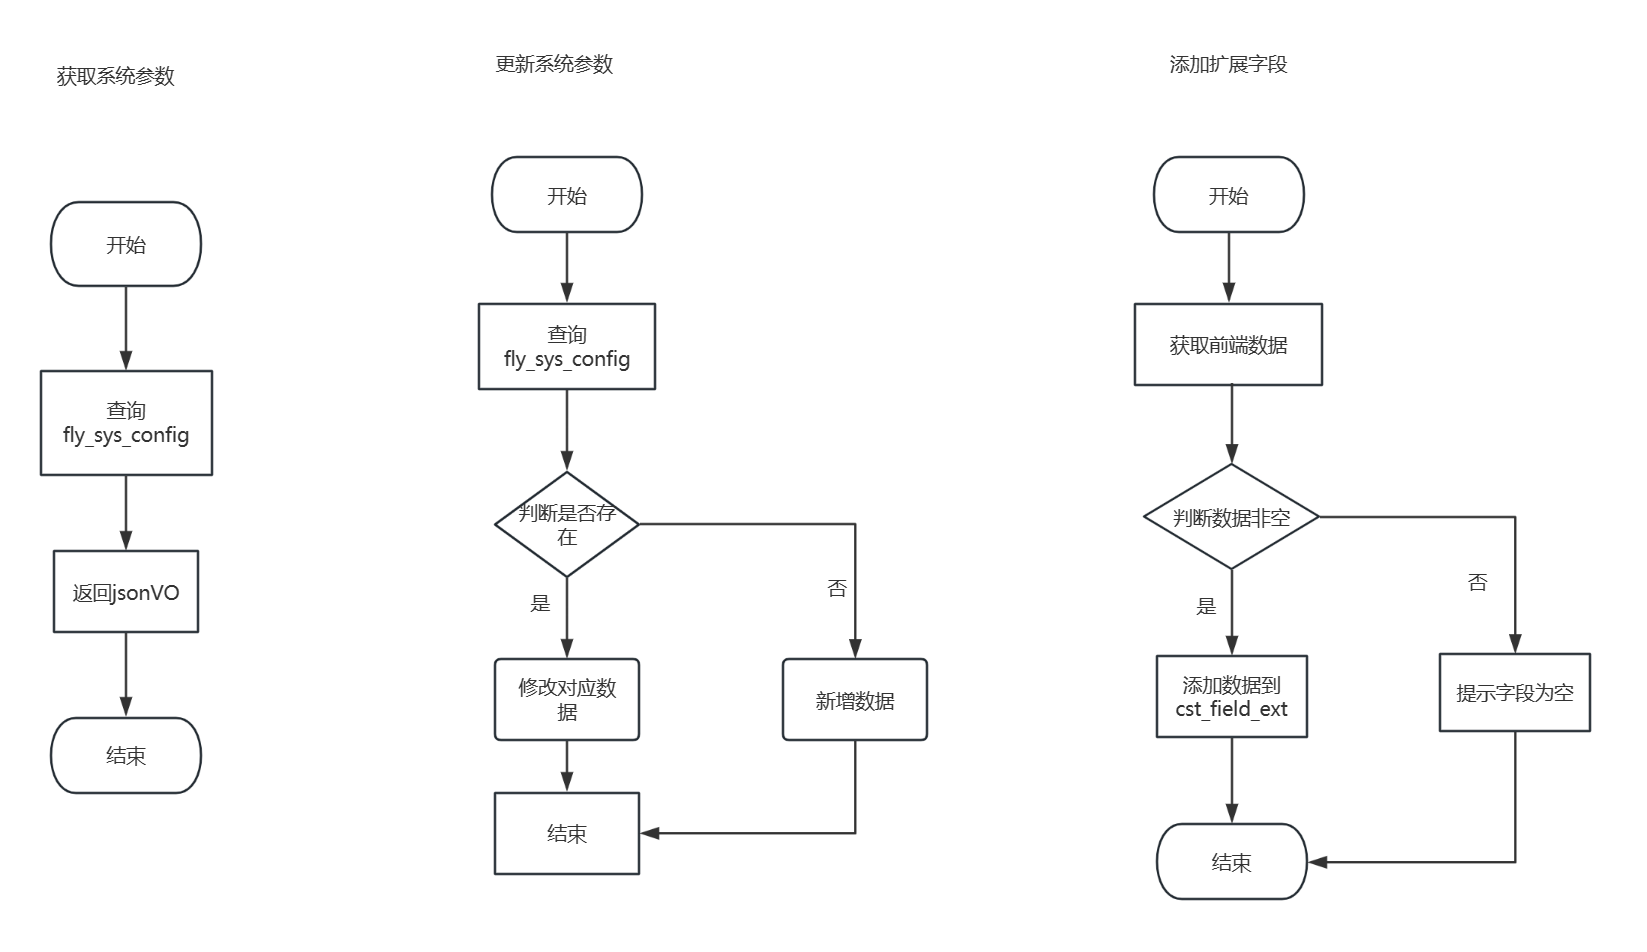 获取系统参数
开始
查询
fly_sys_config
返回jsonVO
结束
更新系统参数
开始
查询
fly_sys_config
判断是否存
在
是
否
修改对应数
据
新增数据
结束
添加扩展字段
开始
获取前端数据
判断数据非空
是
否
添加数据到
cst_field_ext
提示字段为空
结束